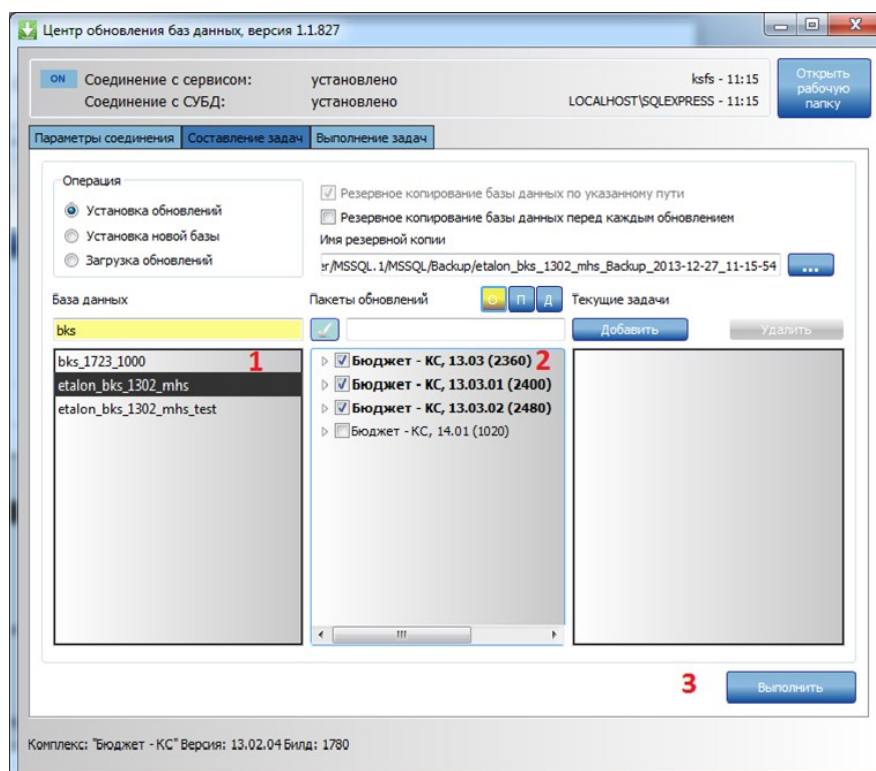 Центр обновления баз данных, версия 1.1.827
ON Соединение с сервисом: установлено ksfs - 11:15
Соединение с СУБД: установлено LOCALHOST\SQLEXPRESS - 11:15
Открыть рабочую папку
Параметры соединения Составление задач Выполнение задач
Операция
Установка обновлений
Установка новой базы
Загрузка обновлений
Резервное копирование базы данных по указанному пути
Резервное копирование базы данных перед каждым обновлением
Имя резервной копии
er/MSSQL.1/MSSQL/Backup/etalon_bks_1302_mhs_Backup_2013-12-27_11-15-54 ...
База данных Пакеты обновлений О П Д Текущие задачи
bks Добавить Удалить
bks_1723_1000 1
etalon_bks_1302_mhs
etalon_bks_1302_mhs_test
Бюджет - КС, 13.03 (2360) 2
Бюджет - КС, 13.03.01 (2400)
Бюджет - КС, 13.03.02 (2480)
Бюджет - КС, 14.01 (1020)
3 Выполнить
Комплекс: "Бюджет - КС" Версия: 13.02.04 Билд: 1780